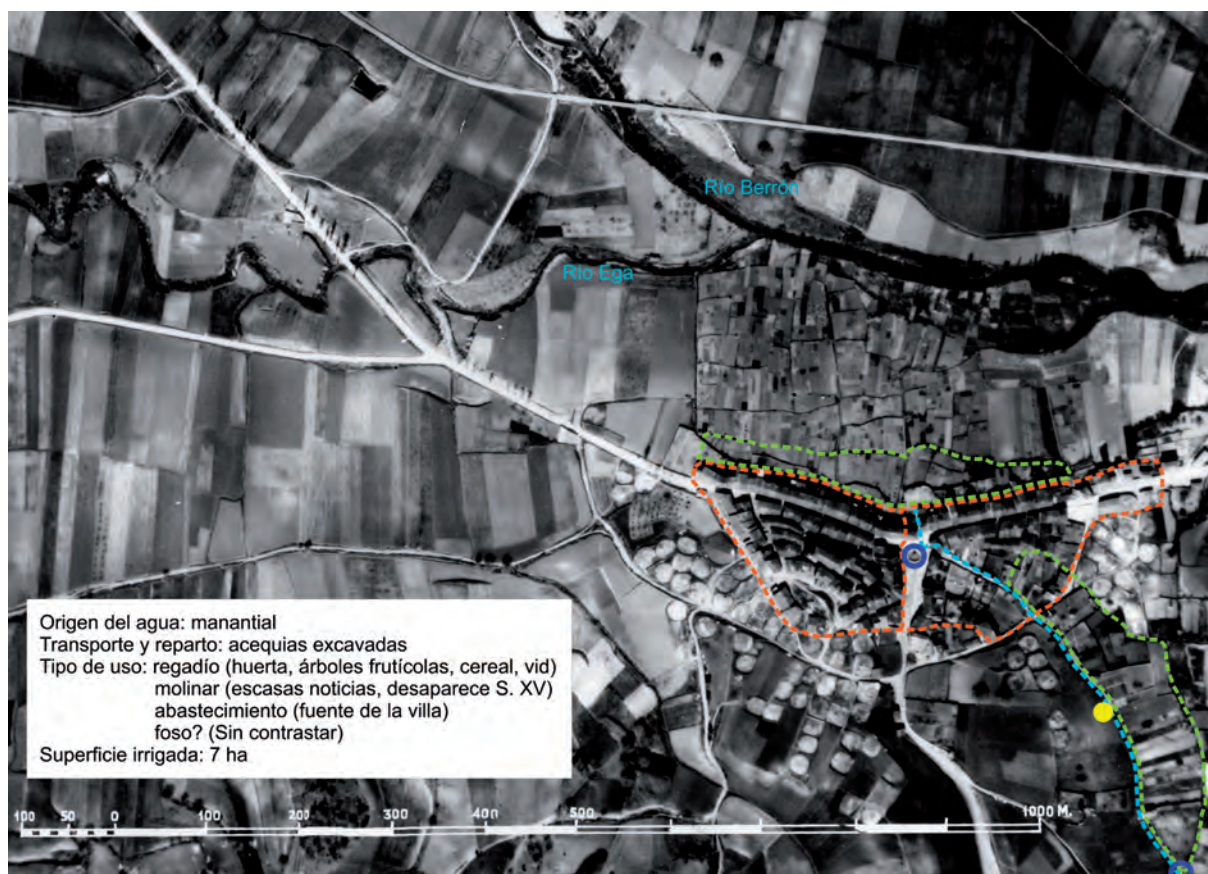 Río Berrón
Río Ega
Origen del agua: manantial
Transporte y reparto: acequias excavadas
Tipo de uso: regadío (huerta, árboles frutícolas, cereal, vid)
molinar (escasas noticias, desaparece S. XV)
abastecimiento (fuente de la villa)
foso? (Sin contrastar)
Superficie irrigada: 7 ha
100 50 0 100 200 300 400 500 1000 M.